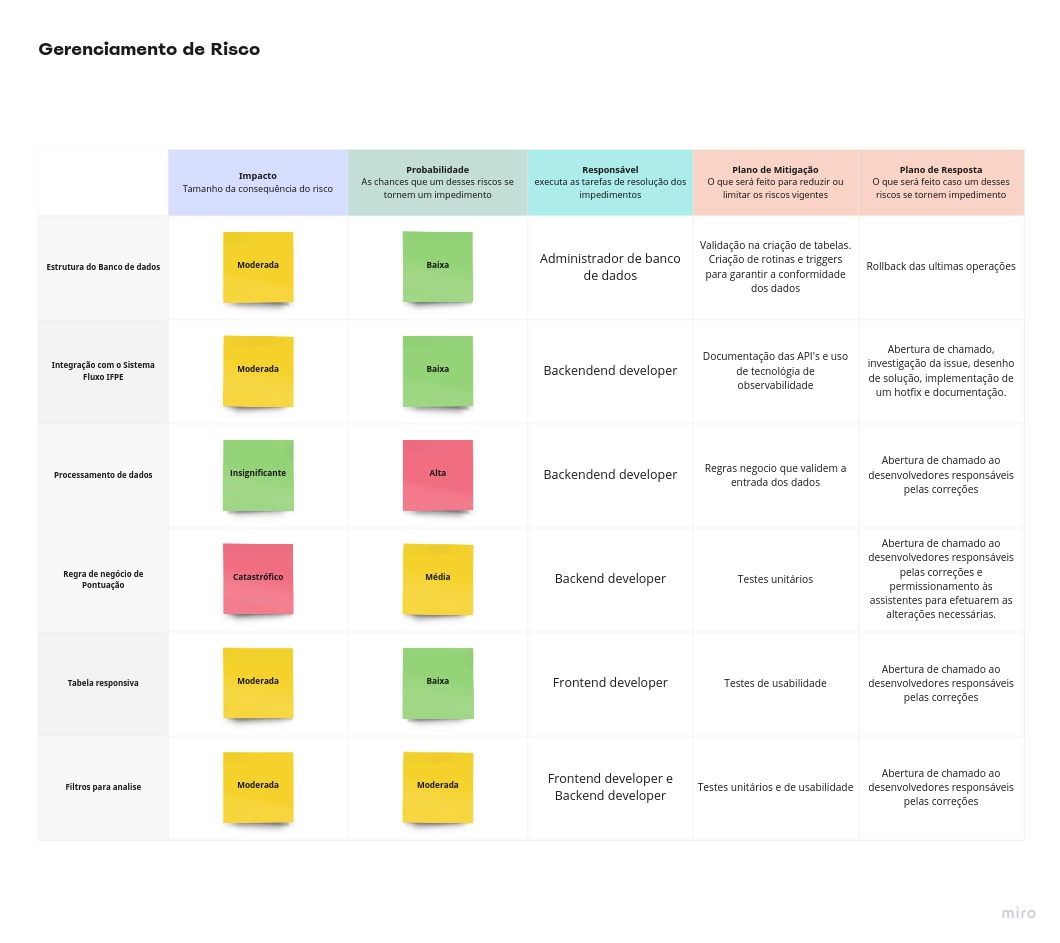 Gerenciamento de Risco
Impacto
Tamanho da consequência do risco
Probabilidade
As chances que um desses riscos se
tornem um impedimento
Responsável
executa as tarefas de resolução dos
impedimentos
Plano de Mitigação
O que será feito para reduzir ou
limitar os riscos vigentes
Plano de Resposta
O que será feito caso um desses
riscos se tornem impedimento
Estrutura do Banco de dados
Moderada
Baixa
Administrador de banco
de dados
Validação na criação de tabelas.
Criação de rotinas e triggers
para garantir a conformidade
dos dados
Rollback das ultimas operações
Integração com o Sistema
Fluxo IFPE
Moderada
Baixa
Backendend developer
Documentação das API's e uso
de tecnológia de
observabilidade
Abertura de chamado,
investigação da issue, desenho
de solução, implementação de
um hotfix e documentação.
Processamento de dados
Insignificante
Alta
Backendend developer
Regras negocio que validem a
entrada dos dados
Abertura de chamado ao
desenvolvedores responsáveis
pelas correções
Regra de negócio de
Pontuação
Catastrófico
Média
Backend developer
Testes unitários
Abertura de chamado ao
desenvolvedores responsáveis
pelas correções e
permissionamento às
assistentes para efetuarem as
alterações necessárias.
Tabela responsiva
Moderada
Baixa
Frontend developer
Testes de usabilidade
Abertura de chamado ao
desenvolvedores responsáveis
pelas correções
Filtros para analise
Moderada
Moderada
Frontend developer e
Backend developer
Testes unitários e de usabilidade
Abertura de chamado ao
desenvolvedores responsáveis
pelas correções
miro